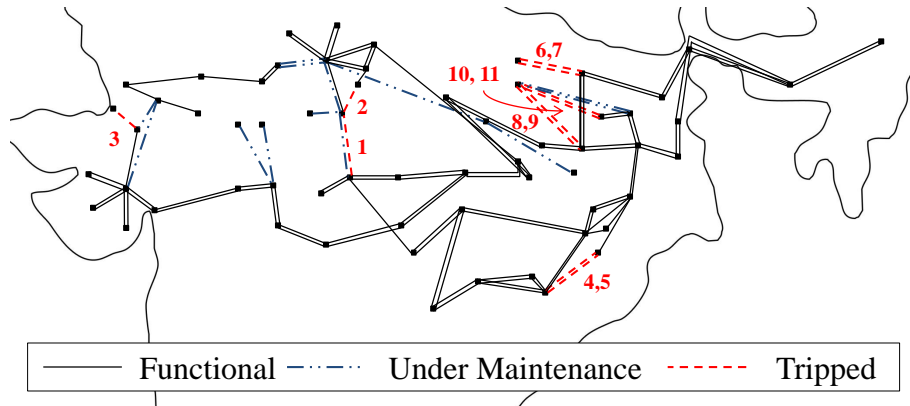 6,7
10, 11
2
8,9
3
1
4,5
Functional
Under Maintenance
Tripped